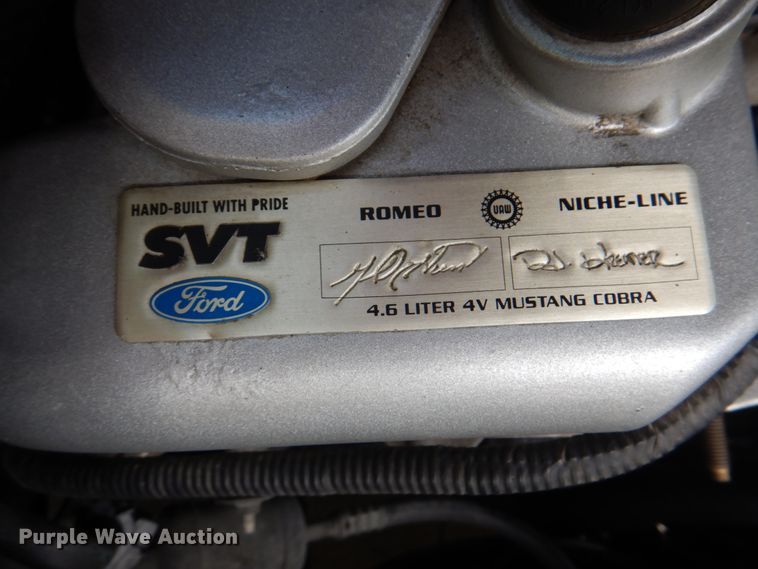 HAND-BUILT WITH PRIDE
SVT
Ford
ROMEO
UAW
NICHE-LINE
4.6 LITER 4V MUSTANG COBRA
Purple Wave Auction